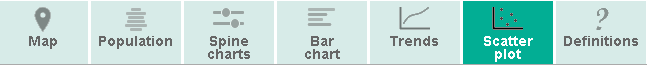 Map
Population
Spine
charts
Bar
chart
Trends
Scatter
plot
?
Definitions